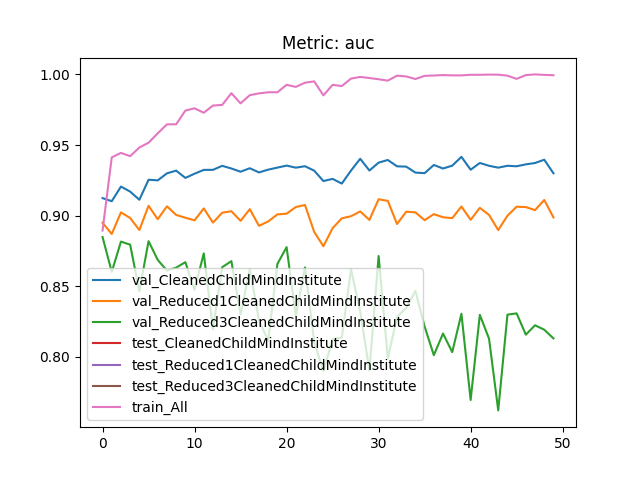 Metric: auc
1.00
0.95
0.90
0.85
0.80
val_CleanedChildMindInstitute
val_Reduced1CleanedChildMindInstitute
val_Reduced3CleanedChildMindInstitute
test_CleanedChildMindInstitute
test_Reduced1CleanedChildMindInstitute
test_Reduced3CleanedChildMindInstitute
train_All
0 10 20 30 40 50